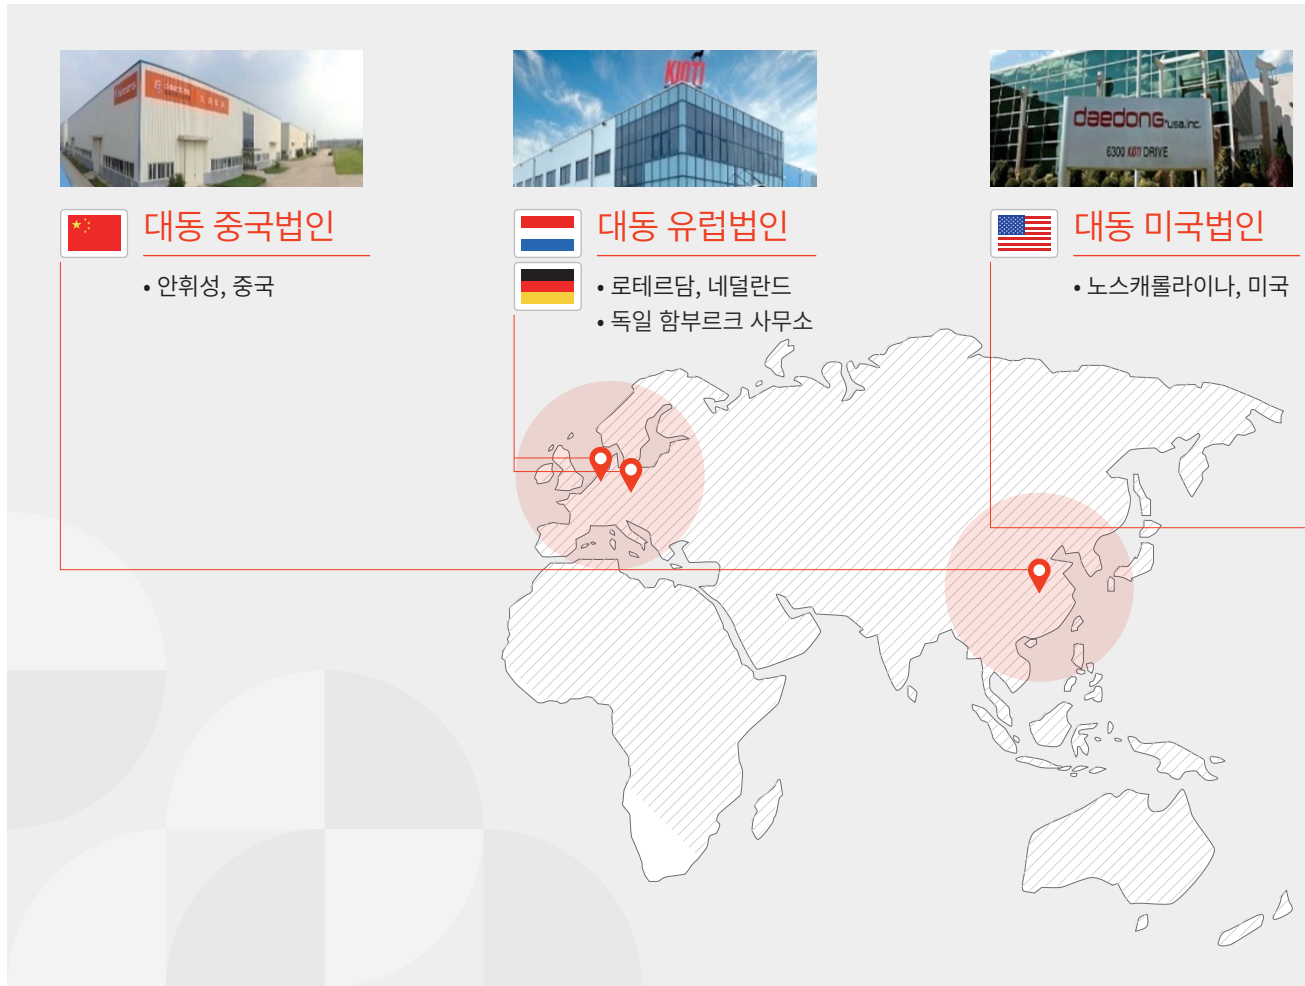 KIOTI
daedong-usa,inc.
6300 KIOTI DRIVE
대동 중국법인
• 안휘성, 중국
대동 유럽법인
• 로테르담, 네덜란드
• 독일 함부르크 사무소
대동 미국법인
• 노스캐롤라이나, 미국